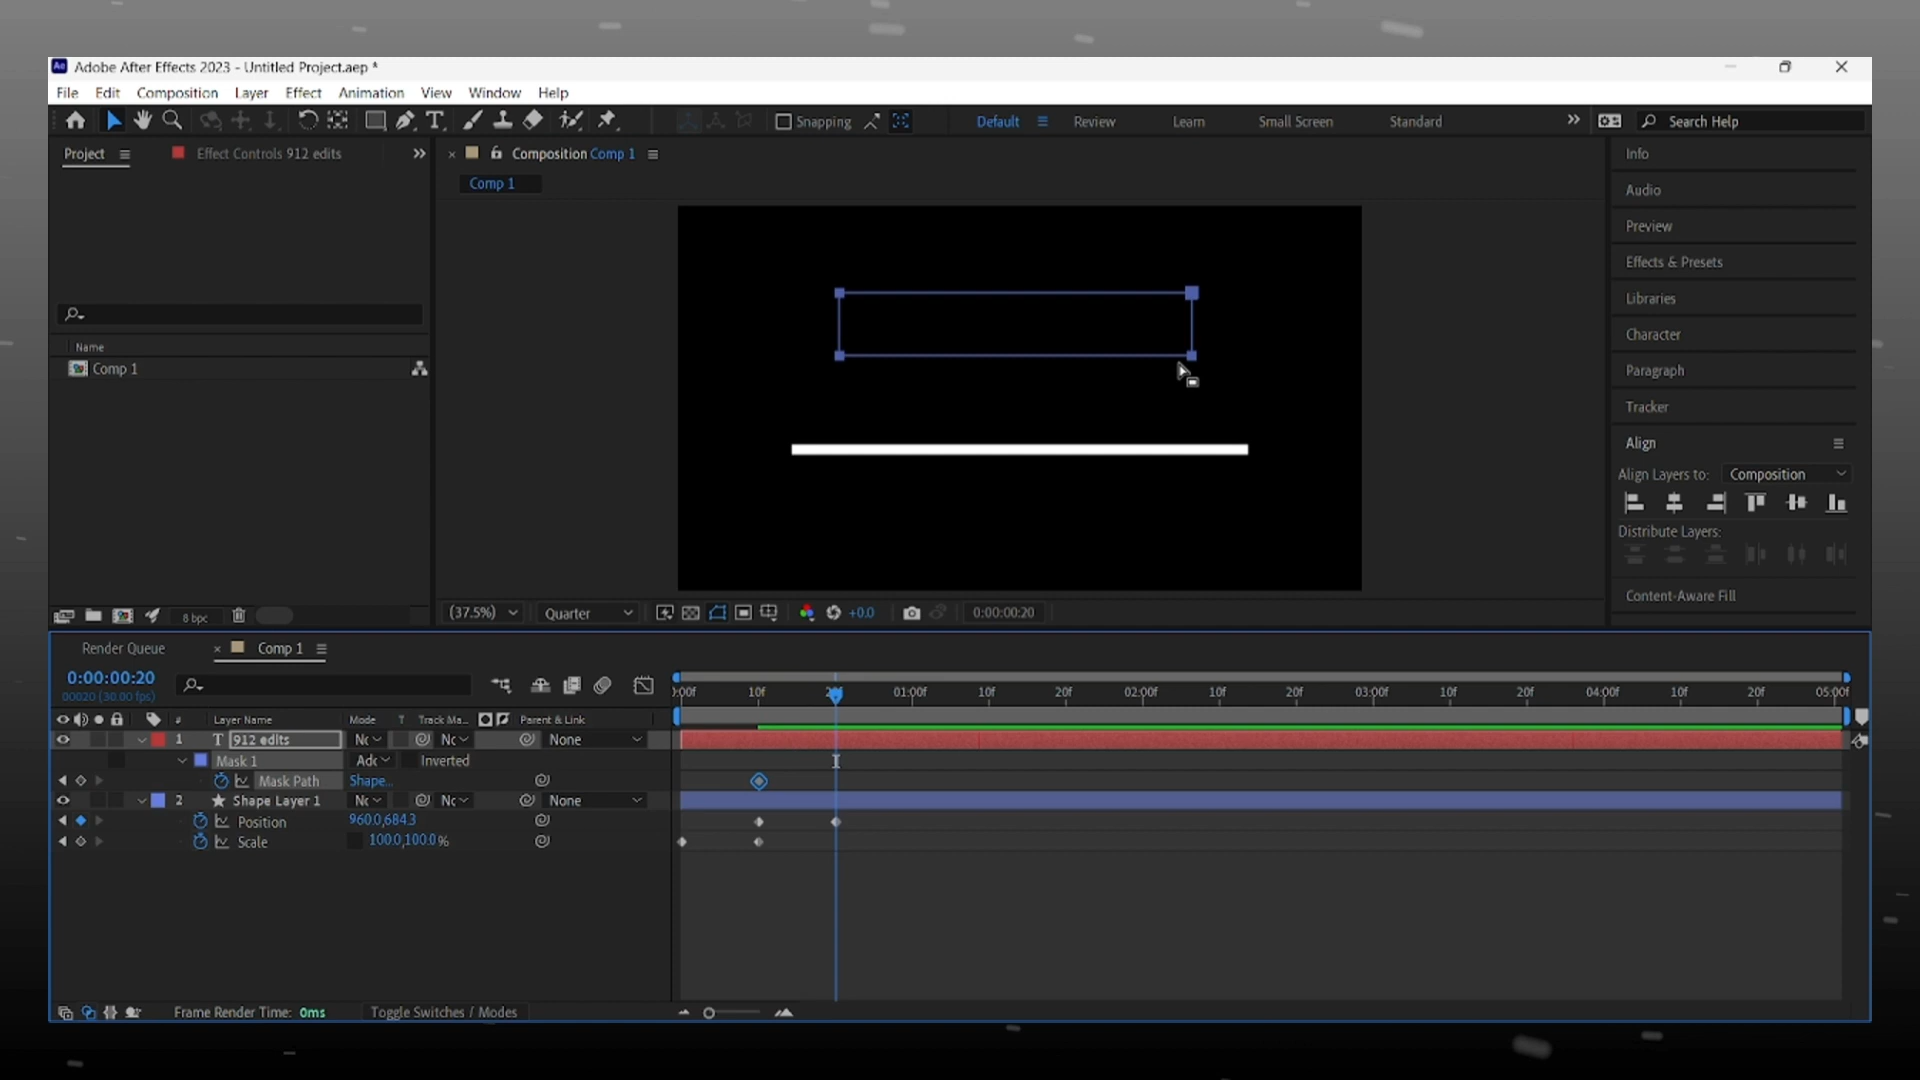 Ae Adobe After Effects 2023 - Untitled Project.aep *
File Edit Composition Layer Effect Animation View Window Help
Snapping Default Review Learn Small Screen Standard Search Help
Project Effect Controls 912 edits Composition Comp 1
Comp 1
Name
Comp 1
8 bpc
(37.5%) Quarter +0.0 0:00:00:20
Info
Audio
Preview
Effects & Presets
Libraries
Character
Paragraph
Tracker
Align
Align Layers to: Composition
Distribute Layers:
Content-Aware Fill
Render Queue Comp 1
0:00:00:20
00020 (30.00 fps)
:00f 10f 01:00f 10f 20f 02:00f 10f 20f 03:00f 10f 20f 04:00f 10f 20f 05:00f
# Layer Name Mode T Track Ma... Parent & Link
1 T 912 edits None
Mask 1 Inverted
Mask Path Shape...
2 Shape Layer 1 None
Position 960.0,684.3
Scale 100.0,100.0%
Frame Render Time: 0ms Toggle Switches / Modes